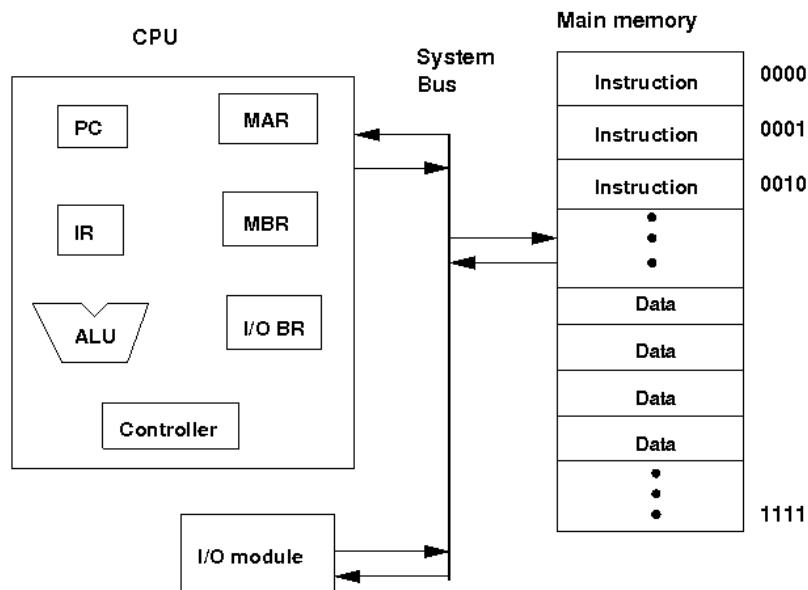 CPU
System
Bus
Main memory
PC
MAR
IR
MBR
ALU
I/O BR
Controller
I/O module
Instruction
0000
Instruction
0001
Instruction
0010
Data
Data
Data
Data
1111